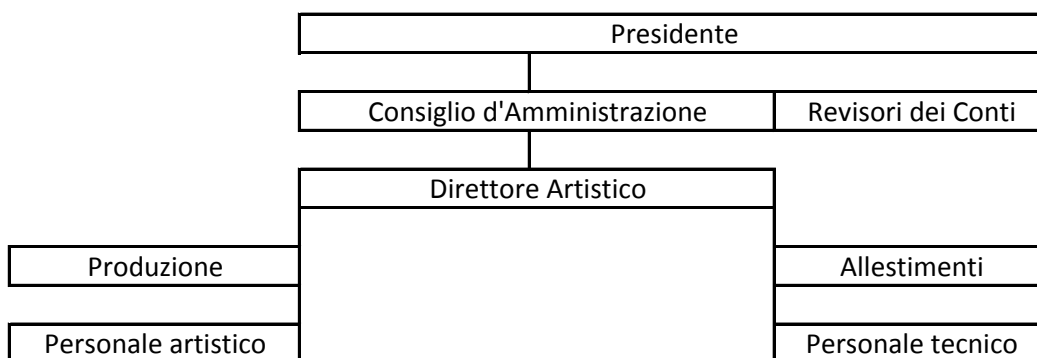 Presidente
Consiglio d'Amministrazione Revisori dei Conti
Direttore Artistico
Produzione Allestimenti
Personale artistico Personale tecnico